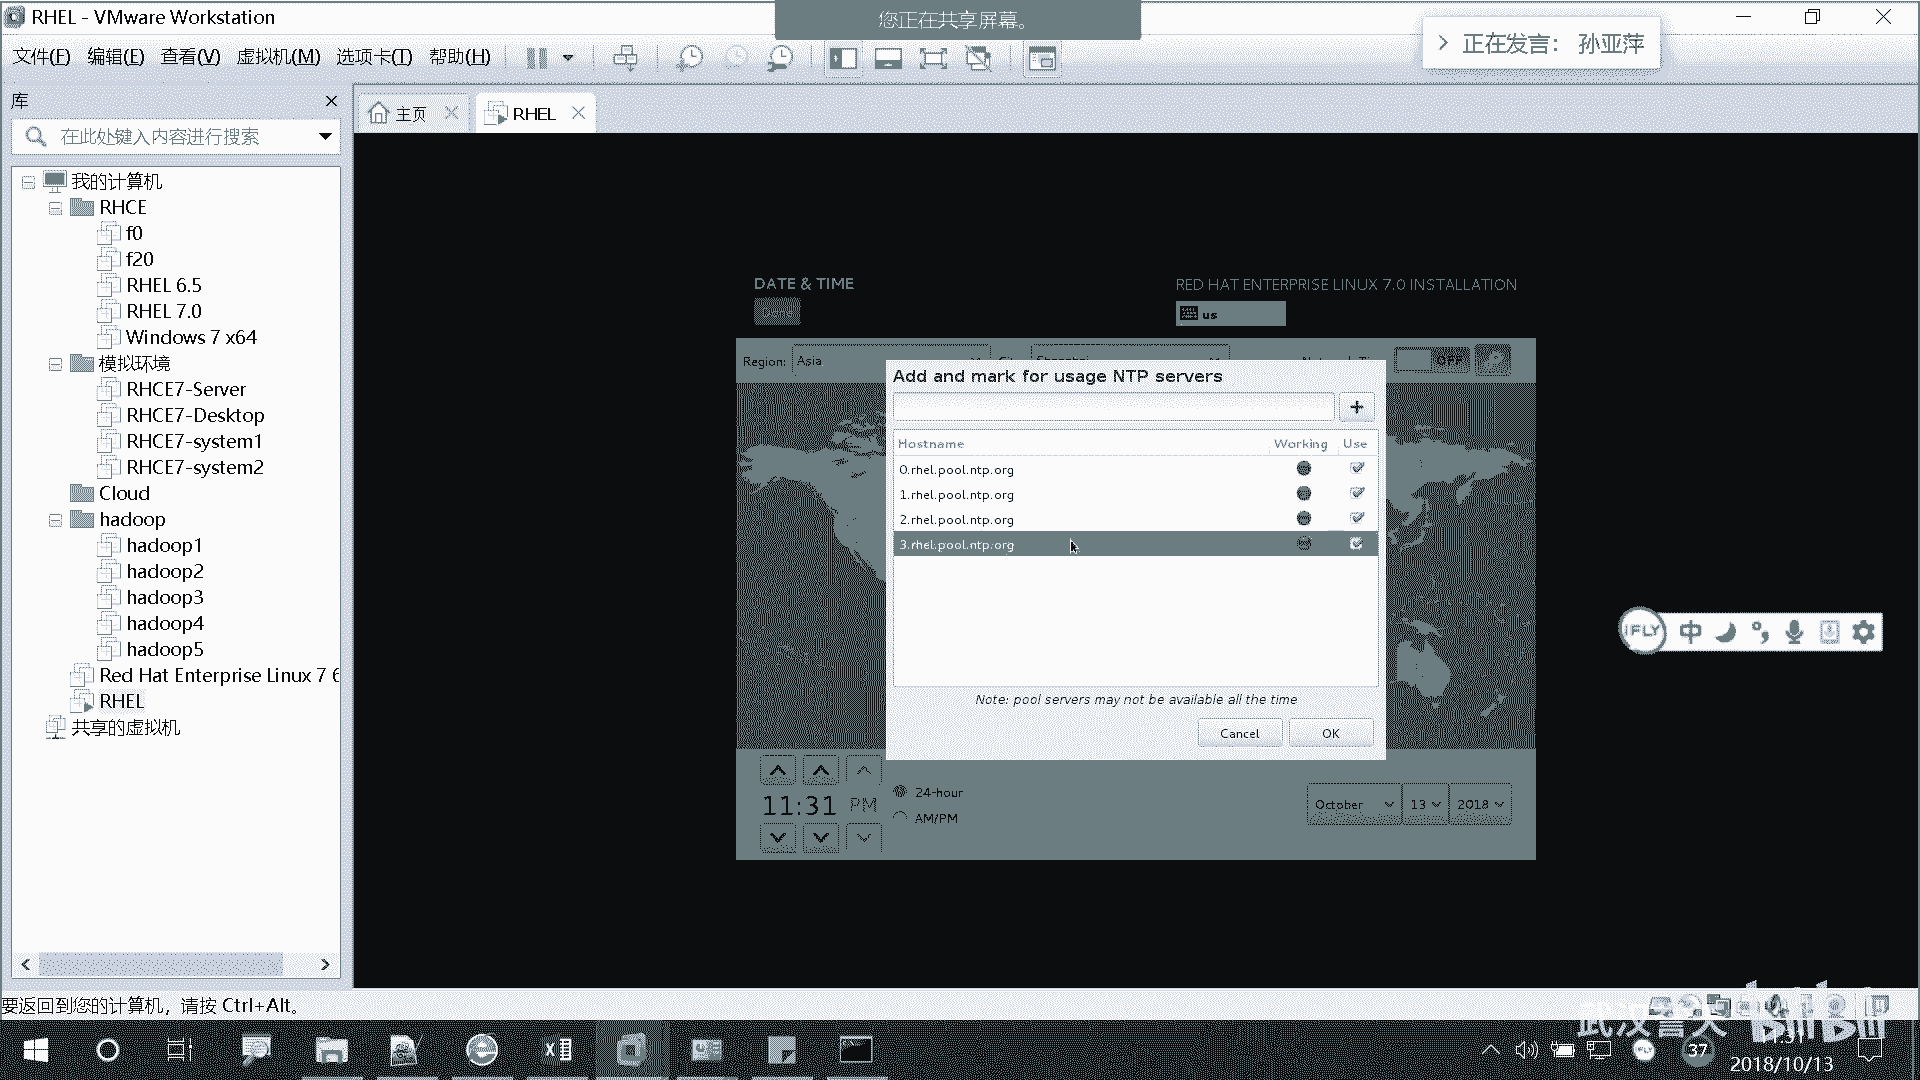 RHEL - VMware Workstation
您正在共享屏幕。
正在发言： 孙亚萍
文件(F) 编辑(E) 查看(V) 虚拟机(M) 选项卡(T) 帮助(H)
库
主页
RHEL
在此处键入内容进行搜索
我的计算机
RHCE
f0
f20
RHEL 6.5
RHEL 7.0
Windows 7 x64
模拟环境
RHCE7-Server
RHCE7-Desktop
RHCE7-system1
RHCE7-system2
Cloud
hadoop
hadoop1
hadoop2
hadoop3
hadoop4
hadoop5
Red Hat Enterprise Linux 7 6
RHEL
共享的虚拟机
DATE & TIME
RED HAT ENTERPRISE LINUX 7.0 INSTALLATION
Done
us
Region: Asia
Shanghai
OFF
Add and mark for usage NTP servers
Hostname Working Use
0.rhel.pool.ntp.org
1.rhel.pool.ntp.org
2.rhel.pool.ntp.org
3.rhel.pool.ntp.org
Note: pool servers may not be available all the time
Cancel OK
11:31 PM
24-hour
AM/PM
October 13 2018
iFLY 中
要返回到您的计算机，请按 Ctrl+Alt。
bilibili
37
2018/10/13